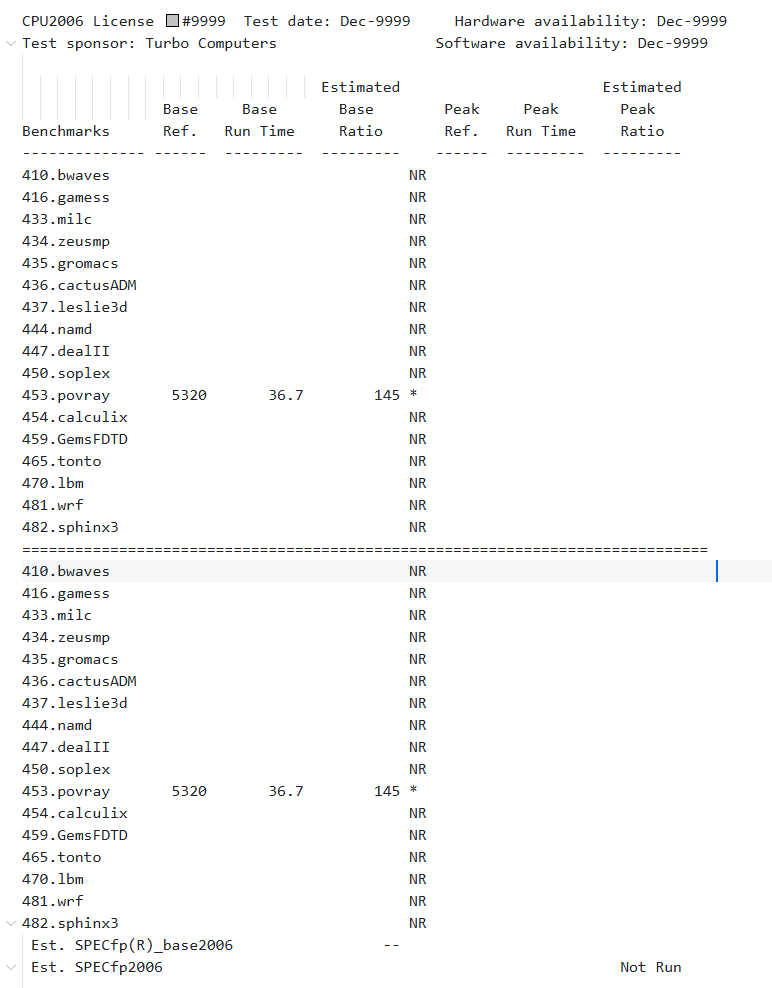 CPU2006 License #9999  Test date: Dec-9999     Hardware availability: Dec-9999
Test sponsor: Turbo Computers                  Software availability: Dec-9999
                                  Estimated                       Estimated
                Base     Base       Base        Peak     Peak       Peak
Benchmarks      Ref.   Run Time     Ratio       Ref.   Run Time     Ratio
-------------- ------  ---------  ---------    ------  ---------  ---------
410.bwaves                                  NR
416.gamess                                  NR
433.milc                                    NR
434.zeusmp                                  NR
435.gromacs                                 NR
436.cactusADM                               NR
437.leslie3d                                NR
444.namd                                    NR
447.dealII                                  NR
450.soplex                                  NR
453.povray       5320       36.7        145 *
454.calculix                                NR
459.GemsFDTD                                NR
465.tonto                                   NR
470.lbm                                     NR
481.wrf                                     NR
482.sphinx3                                 NR
==============================================================================
410.bwaves                                  NR
416.gamess                                  NR
433.milc                                    NR
434.zeusmp                                  NR
435.gromacs                                 NR
436.cactusADM                               NR
437.leslie3d                                NR
444.namd                                    NR
447.dealII                                  NR
450.soplex                                  NR
453.povray       5320       36.7        145 *
454.calculix                                NR
459.GemsFDTD                                NR
465.tonto                                   NR
470.lbm                                     NR
481.wrf                                     NR
482.sphinx3                                 NR
 Est. SPECfp(R)_base2006                 --
 Est. SPECfp2006                                                    Not Run